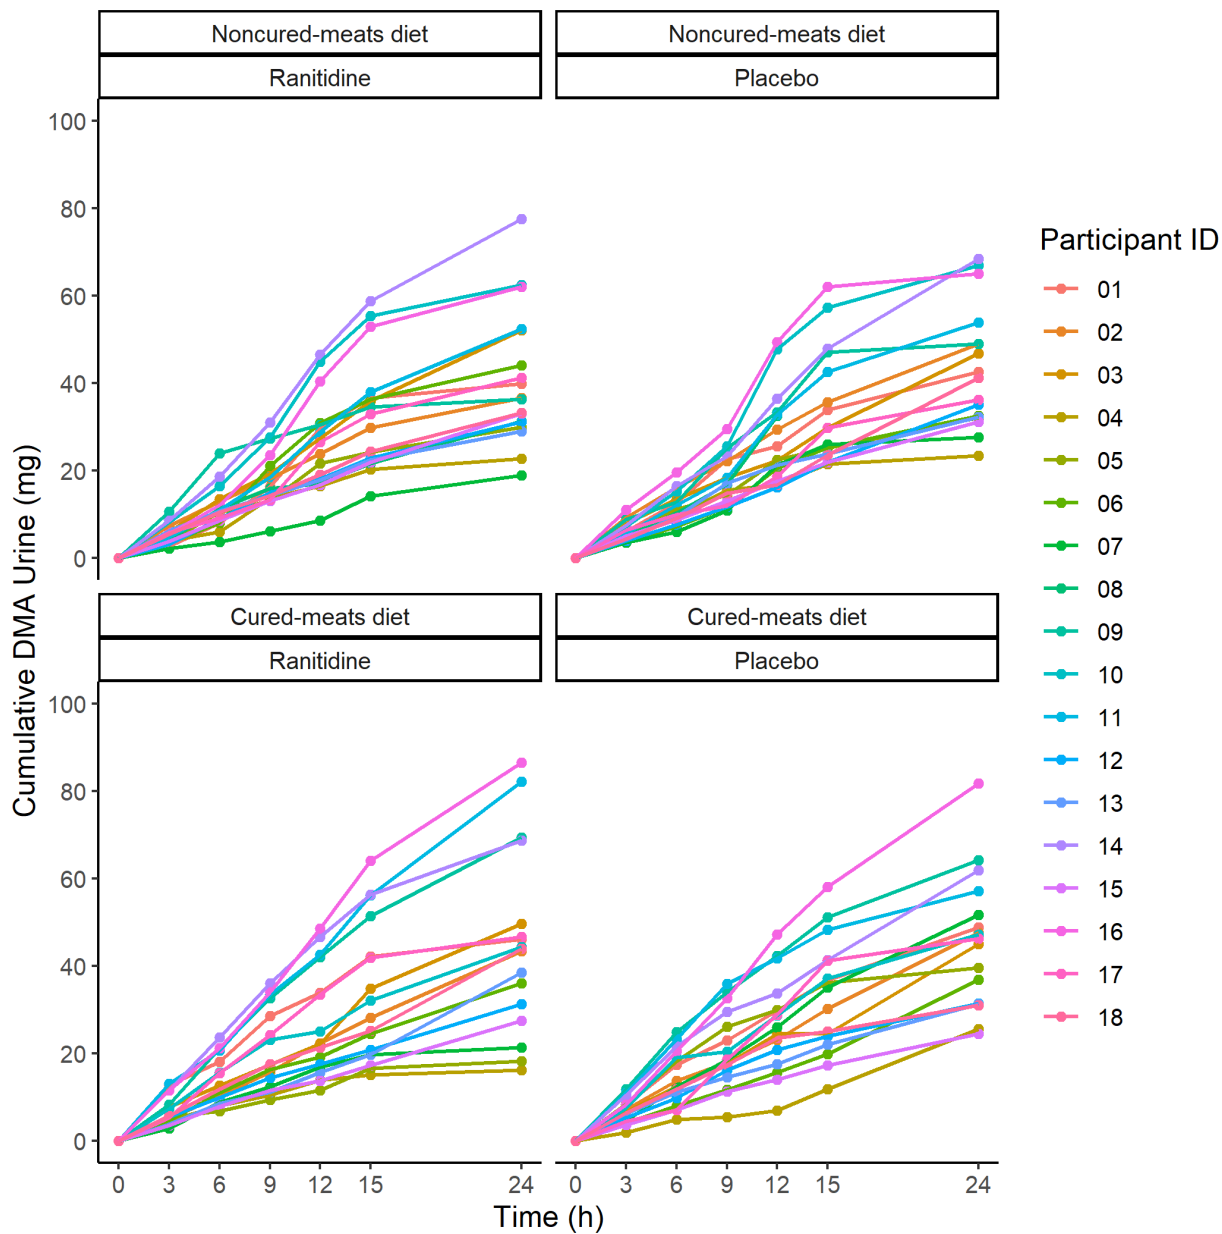 Noncured-meats diet
Ranitidine
Noncured-meats diet
Placebo
100
80
60
40
20
0
Cured-meats diet
Ranitidine
Cured-meats diet
Placebo
100
80
60
40
20
0
0 3 6 9 12 15 24
0 3 6 9 12 15 24
Time (h)
Cumulative DMA Urine (mg)
Participant ID
01
02
03
04
05
06
07
08
09
10
11
12
13
14
15
16
17
18